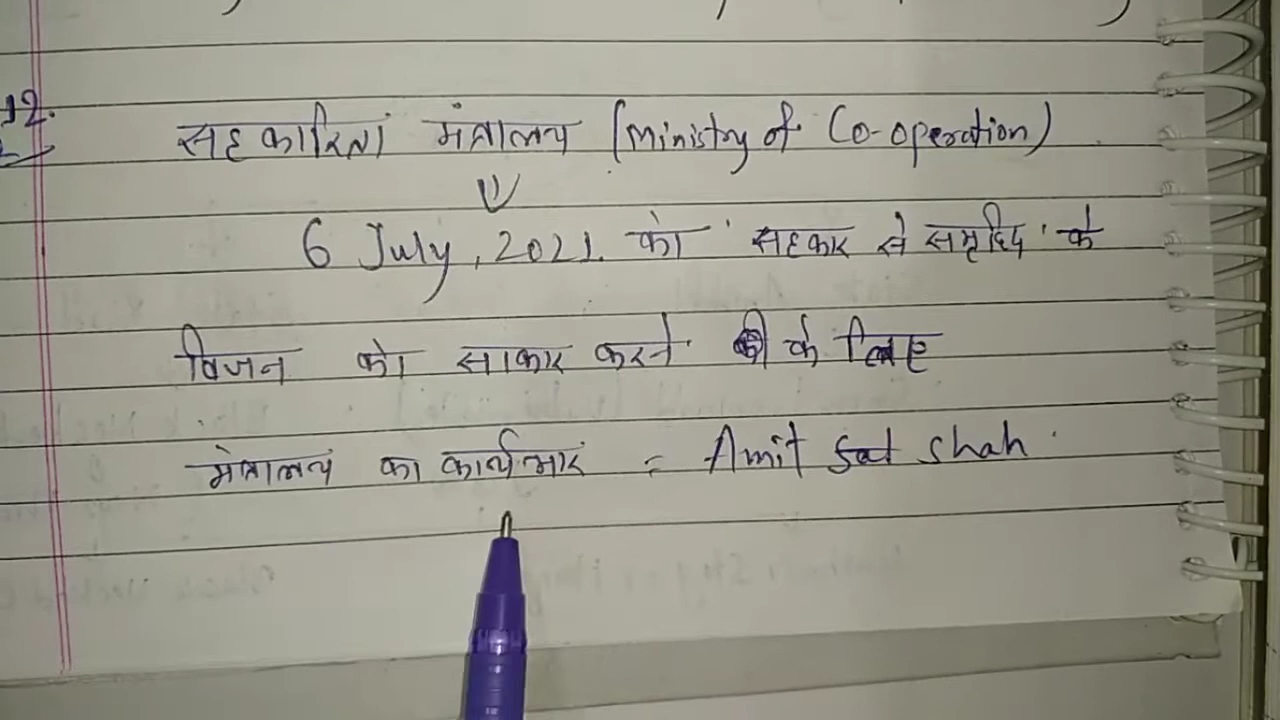 12.
सहकारिता मंत्रालय (Ministry of Co-operation)
6 July, 2021. को 'सहकार से समृद्धि' के
विजन को साकार करने के लिए
मंत्रालय का कार्यभार = Amit Shah